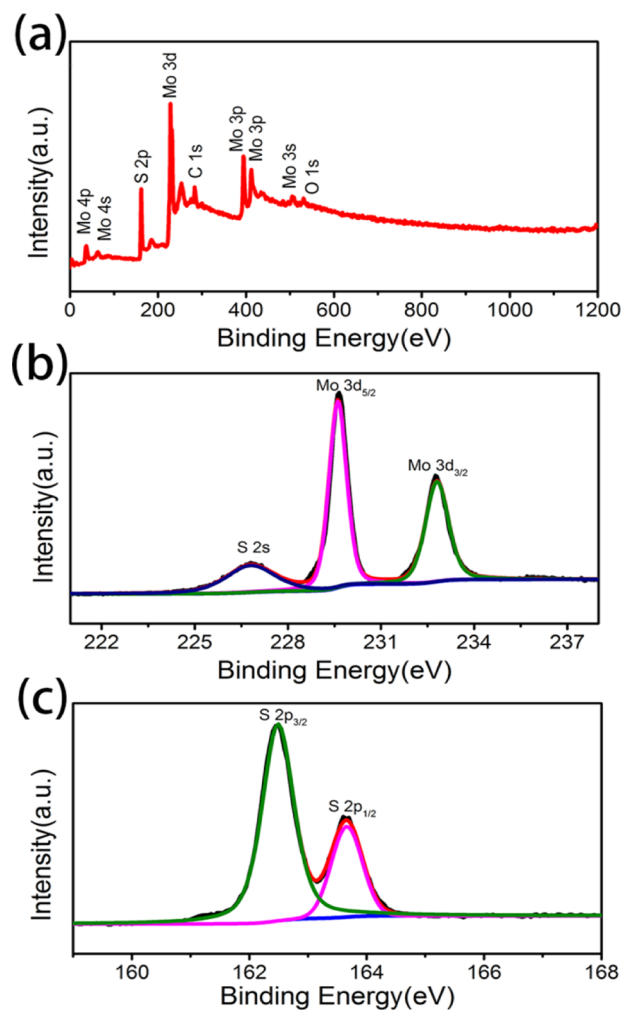 (a)
Intensity(a.u.)
Mo 4p
Mo 4s
S 2p
Mo 3d
C 1s
Mo 3p
Mo 3p
Mo 3s
O 1s
0 200 400 600 800 1000 1200
Binding Energy(eV)
(b)
Intensity(a.u.)
S 2s
Mo 3d5/2
Mo 3d3/2
222 225 228 231 234 237
Binding Energy(eV)
(c)
Intensity(a.u.)
S 2p3/2
S 2p1/2
160 162 164 166 168
Binding Energy(eV)